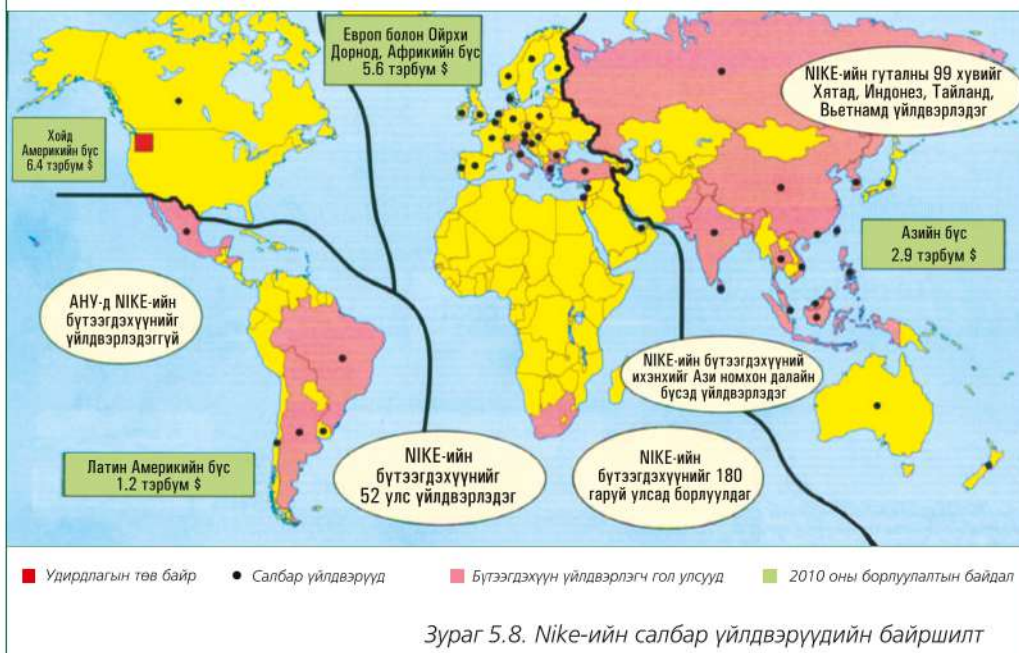 Европ болон Ойрхи
Дорнод, Африкийн бүс
5.6 тэрбум $
NIKE-ийн гуталны 99 хувийг
Хятад, Индонез, Тайланд,
Вьетнамд үйлдвэрлэдэг
Хойд
Америкийн бүс
6.4 тэрбум $
Азийн бүс
2.9 тэрбум $
АНУ-д NIKE-ийн
бүтээгдэхүүнийг
үйлдвэрлэдэггүй
NIKE-ийн бүтээгдэхүүний
ихэнхийг Ази номхон далайн
бүсэд үйлдвэрлэдэг
Латин Америкийн бүс
1.2 тэрбум $
NIKE-ийн
бүтээгдэхүүнийг
52 улс үйлдвэрлэдэг
NIKE-ийн
бүтээгдэхүүнийг 180
гаруй улсад борлуулдаг
Удирдлагын төв байр
Салбар үйлдвэрүүд
Бүтээгдэхүүн үйлдвэрлэгч гол улсууд
2010 оны борлуулалтын байдал
Зураг 5.8. Nike-ийн салбар үйлдвэрүүдийн байршилт